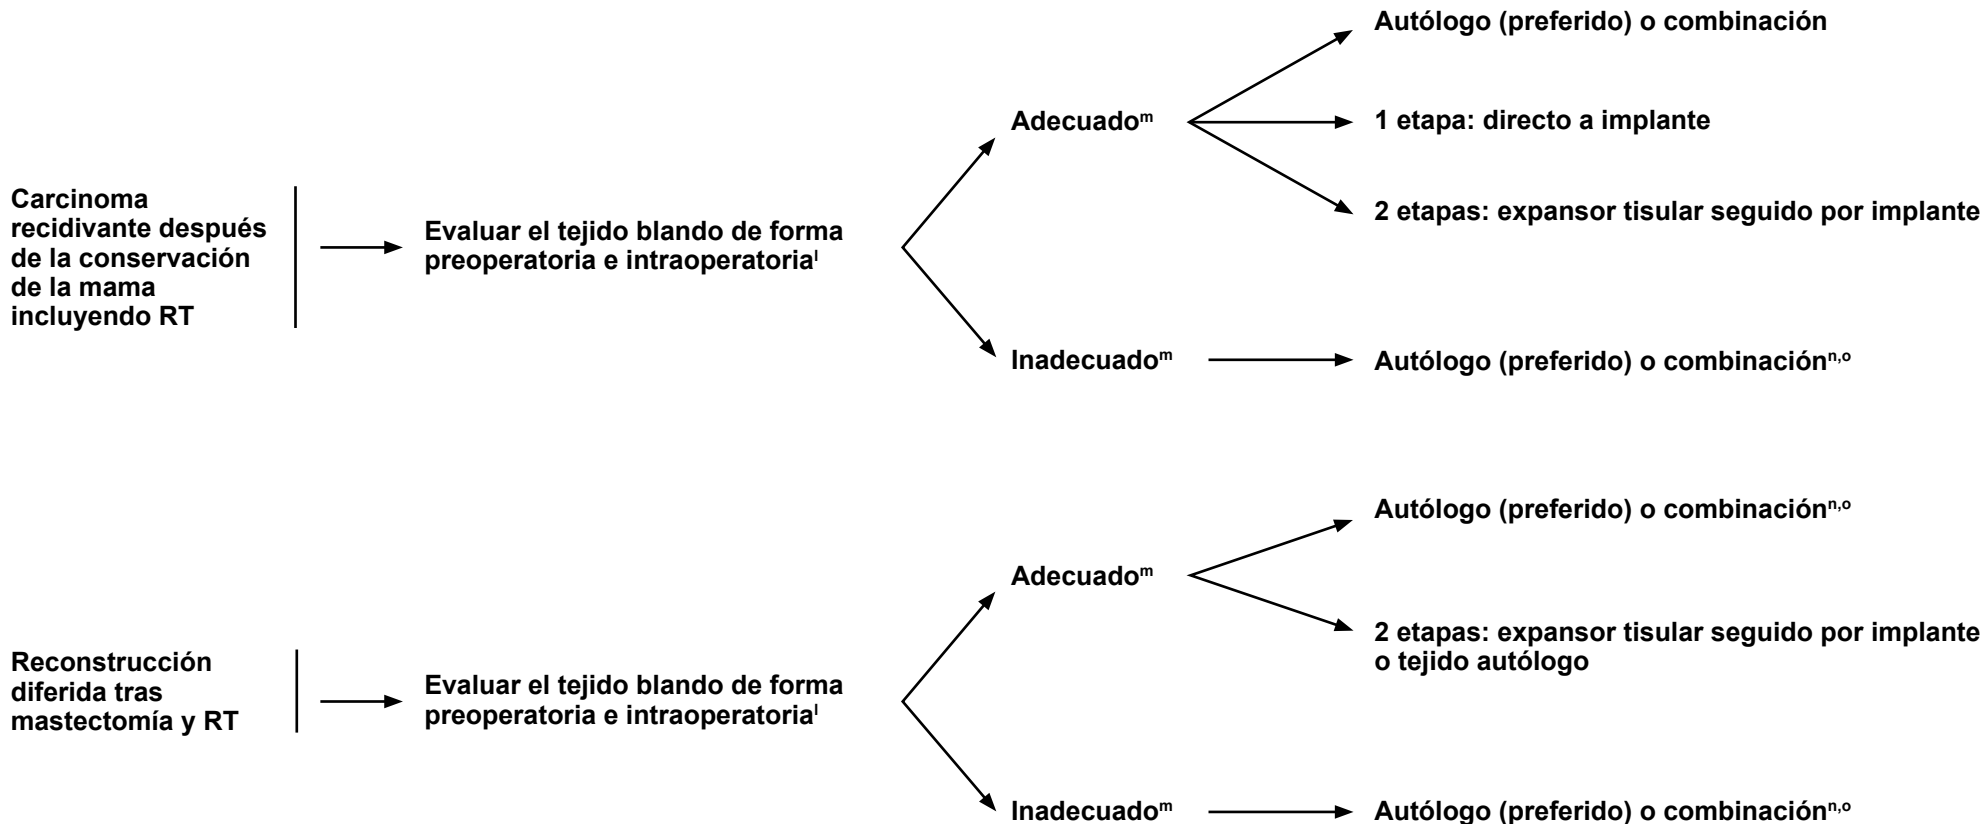 Carcinoma
recidivante después
de la conservación
de la mama
incluyendo RT
Evaluar el tejido blando de forma
preoperatoria e intraoperatoriaˡ
Adecuadoᵐ
Autólogo (preferido) o combinación
1 etapa: directo a implante
2 etapas: expansor tisular seguido por implante
Inadecuadoᵐ
Autólogo (preferido) o combinaciónⁿ,ᵒ
Reconstrucción
diferida tras
mastectomía y RT
Evaluar el tejido blando de forma
preoperatoria e intraoperatoriaˡ
Adecuadoᵐ
Autólogo (preferido) o combinaciónⁿ,ᵒ
2 etapas: expansor tisular seguido por implante
o tejido autólogo
Inadecuadoᵐ
Autólogo (preferido) o combinaciónⁿ,ᵒ